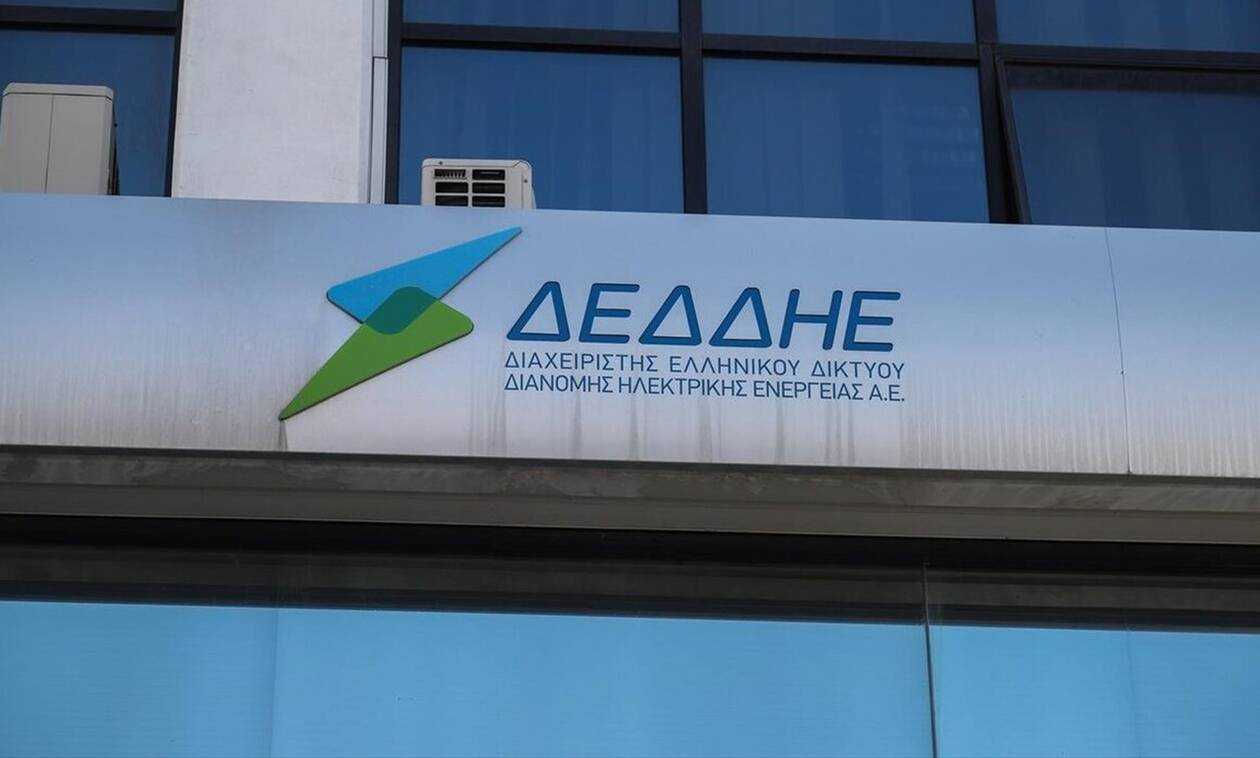 ΔΕΔΔΗΕ
ΔΙΑΧΕΙΡΙΣΤΗΣ ΕΛΛΗΝΙΚΟΥ ΔΙΚΤΥΟΥ
ΔΙΑΝΟΜΗΣ ΗΛΕΚΤΡΙΚΗΣ ΕΝΕΡΓΕΙΑΣ Α.Ε.